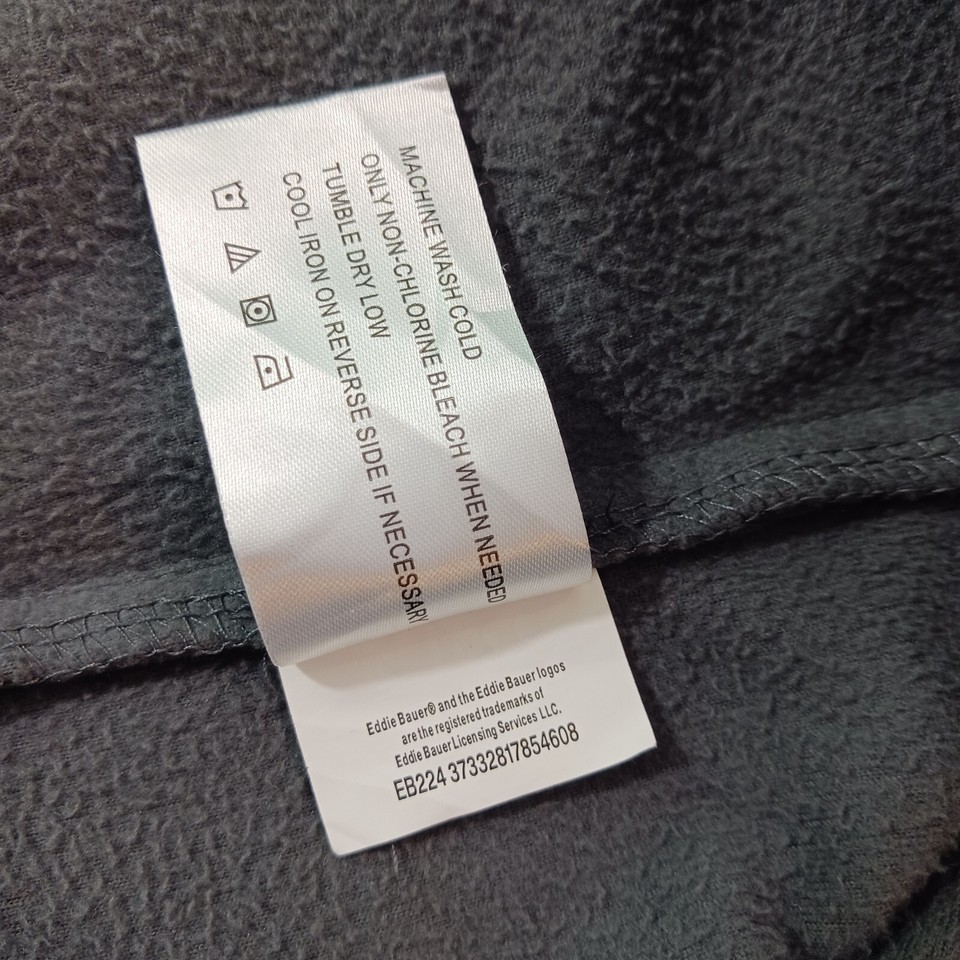 MACHINE WASH COLD
ONLY NON-CHLORINE BLEACH WHEN NEEDED
TUMBLE DRY LOW
COOL IRON ON REVERSE SIDE IF NECESSARY
Eddie Bauer® and the Eddie Bauer logos
are the registered trademarks of
Eddie Bauer Licensing Services LLC.
EB224 37332817854608